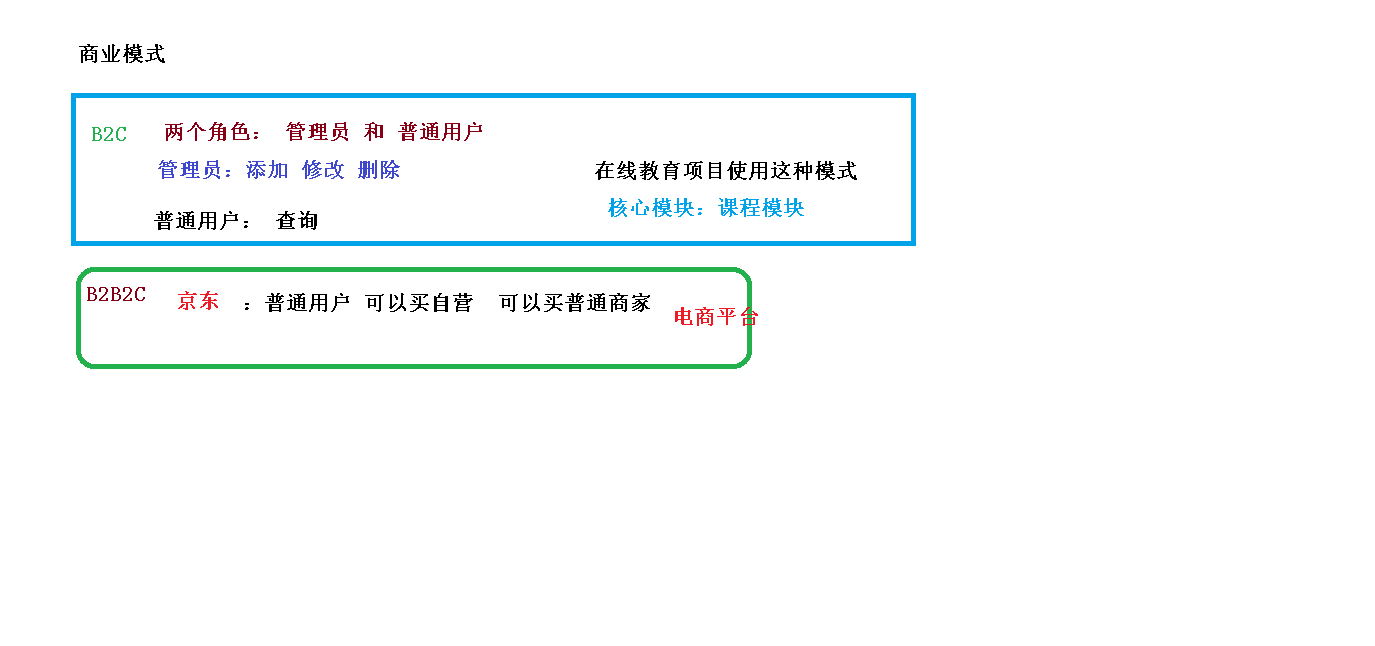 商业模式
B2C 两个角色： 管理员 和 普通用户
管理员：添加 修改 删除
在线教育项目使用这种模式
核心模块：课程模块
普通用户： 查询
B2B2C 京东 ：普通用户 可以买自营 可以买普通商家
电商平台